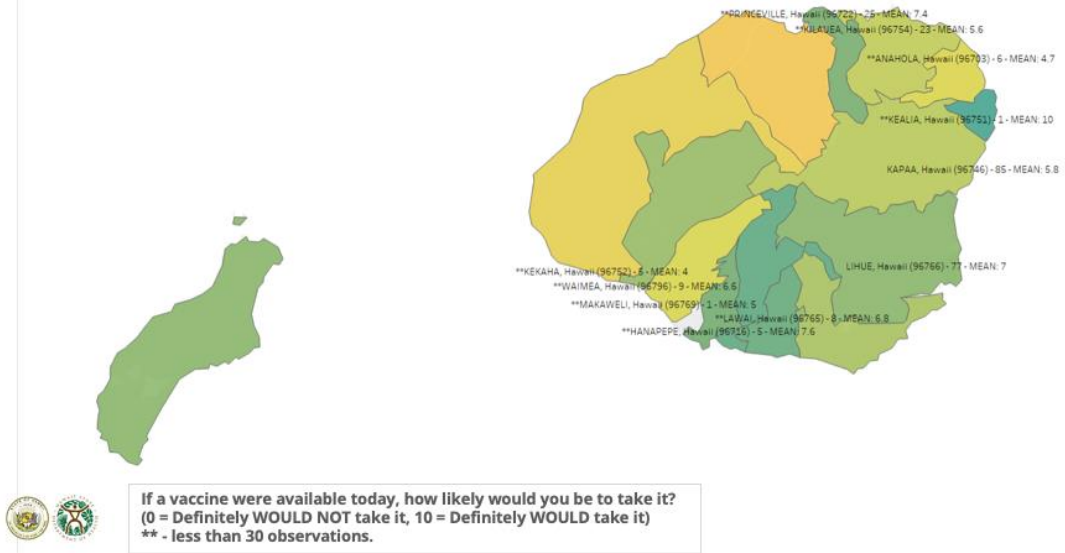 **PRINCEVILLE, Hawaii (96722) - 25 - MEAN: 7.4
**KILAUEA, Hawaii (96754) - 23 - MEAN: 5.6
**ANAHOLA, Hawaii (96703) - 6 - MEAN: 4.7
**KEALIA, Hawaii (96751) - 1 - MEAN: 10
KAPAA, Hawaii (96746) - 85 - MEAN: 5.8
LIHUE, Hawaii (96766) - 77 - MEAN: 7
**KEKAHA, Hawaii (96752) - 5 - MEAN: 4
**WAIMEA, Hawaii (96796) - 9 - MEAN: 6.6
**MAKAWELI, Hawaii (96769) - 1 - MEAN: 5
**LAWAI, Hawaii (96765) - 8 - MEAN: 6.8
**HANAPEPE, Hawaii (96716) - 5 - MEAN: 7.6
If a vaccine were available today, how likely would you be to take it?
(0 = Definitely WOULD NOT take it, 10 = Definitely WOULD take it)
** - less than 30 observations.